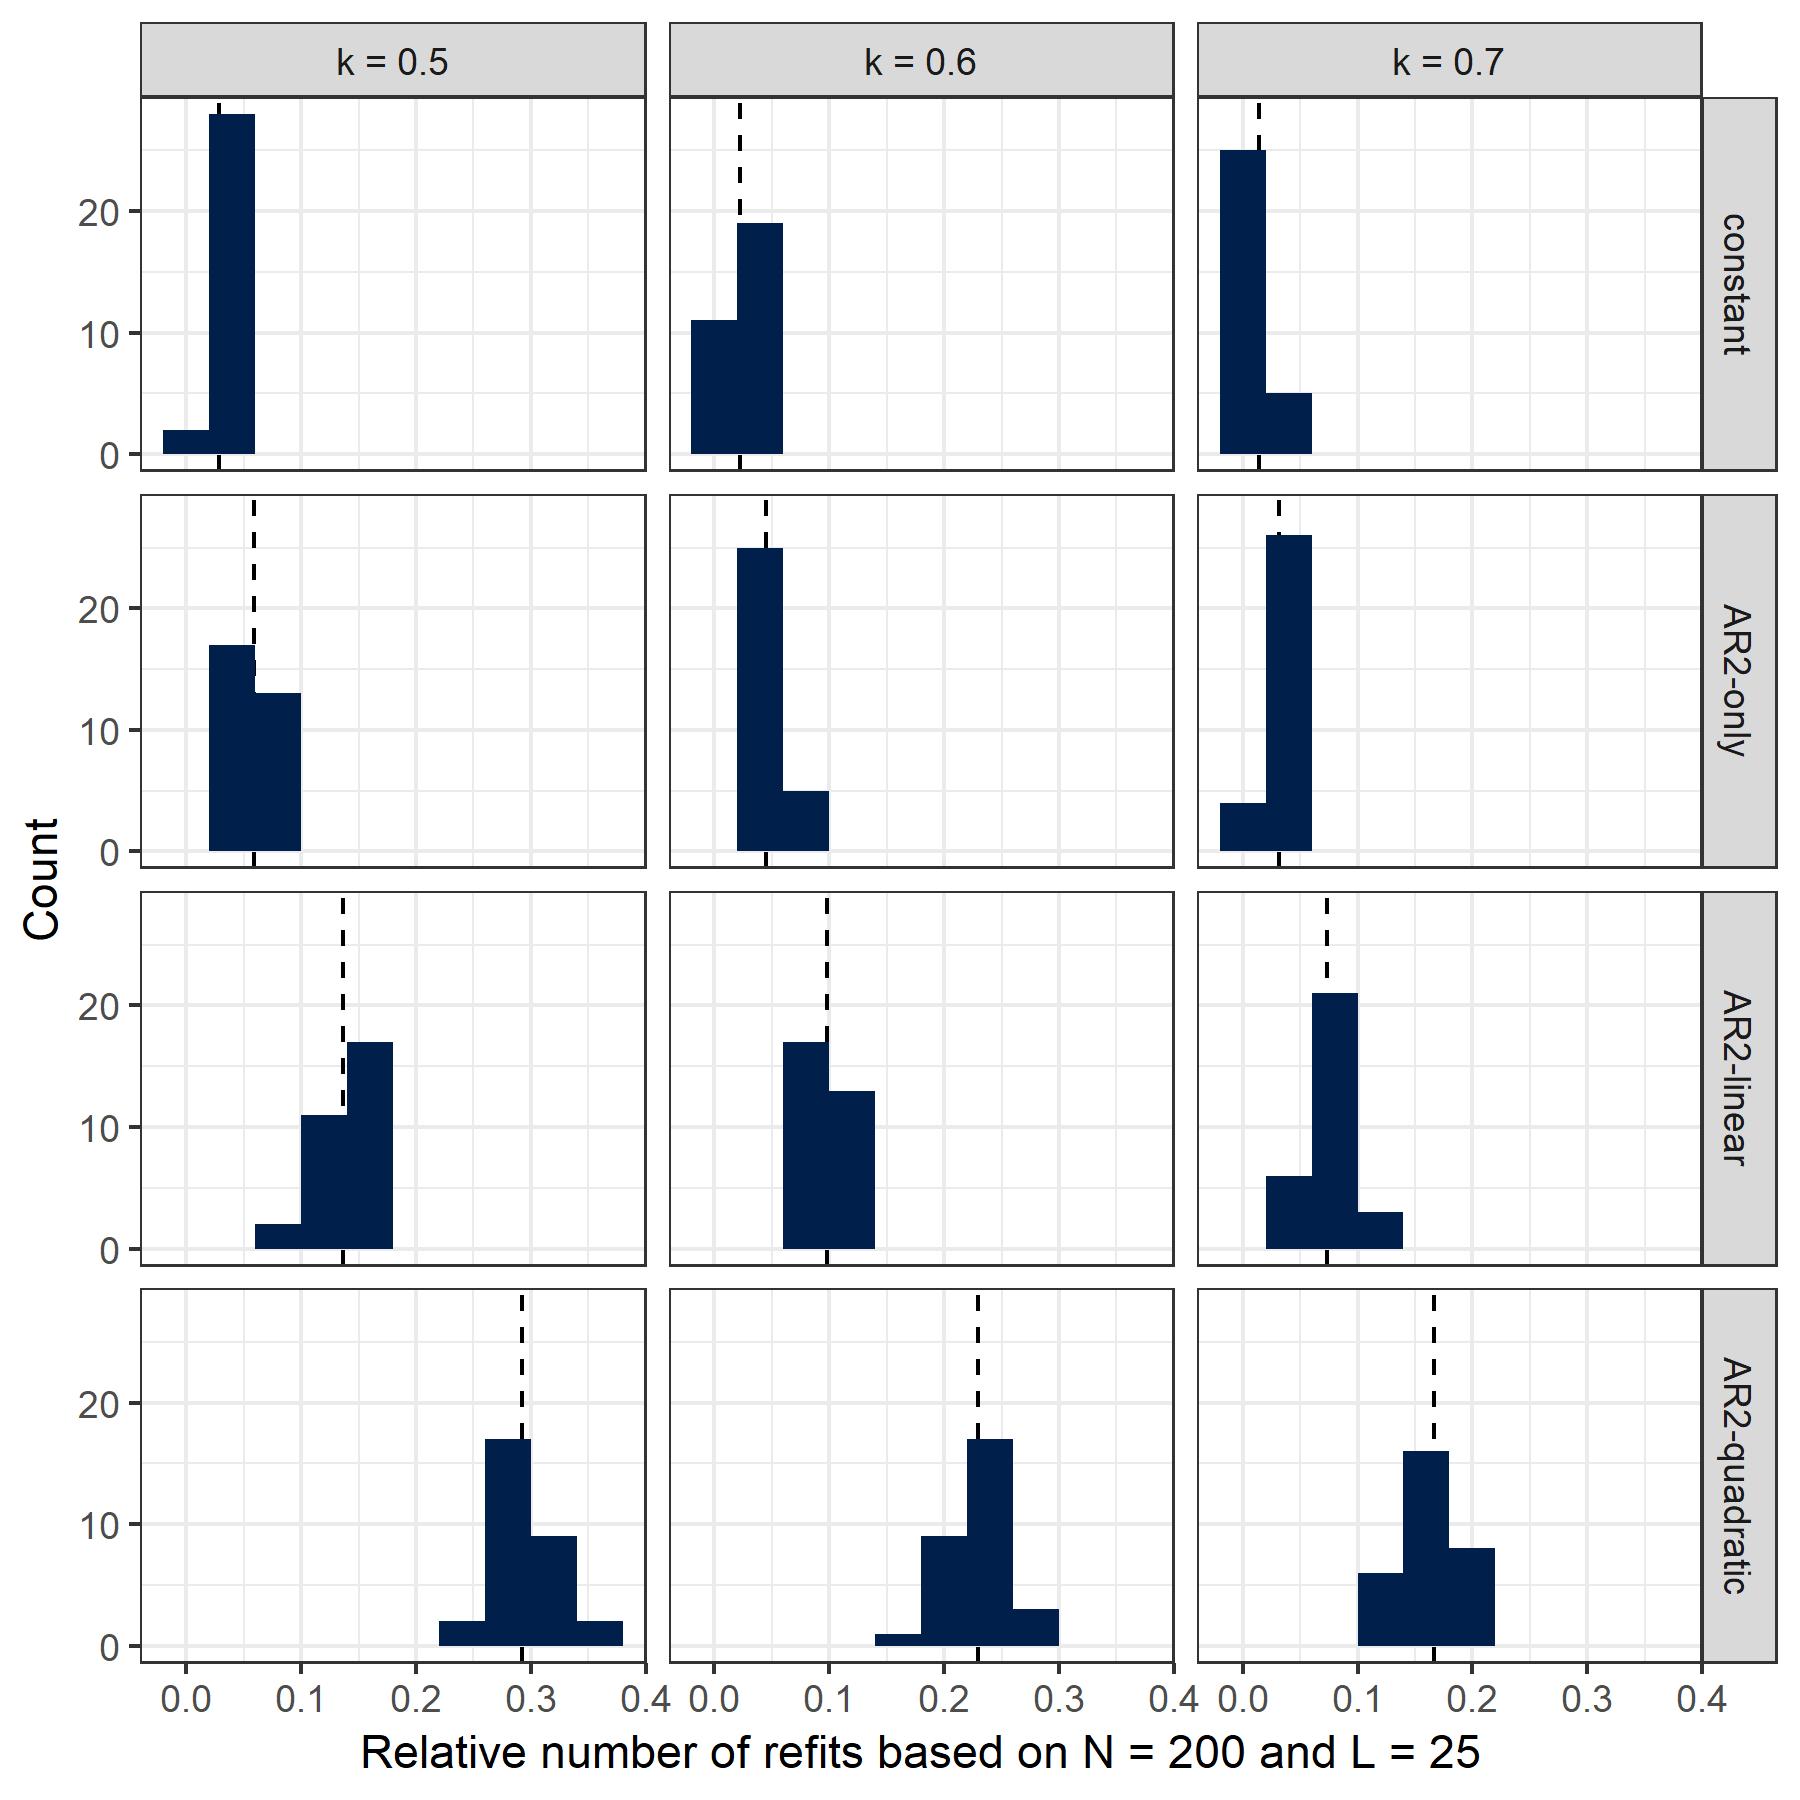 k = 0.5 k = 0.6 k = 0.7
constant
20
10
0
AR2-only
20
10
0
AR2-linear
20
10
0
AR2-quadratic
20
10
0
Count
0.0 0.1 0.2 0.3 0.4 0.0 0.1 0.2 0.3 0.4 0.0 0.1 0.2 0.3 0.4
Relative number of refits based on N = 200 and L = 25